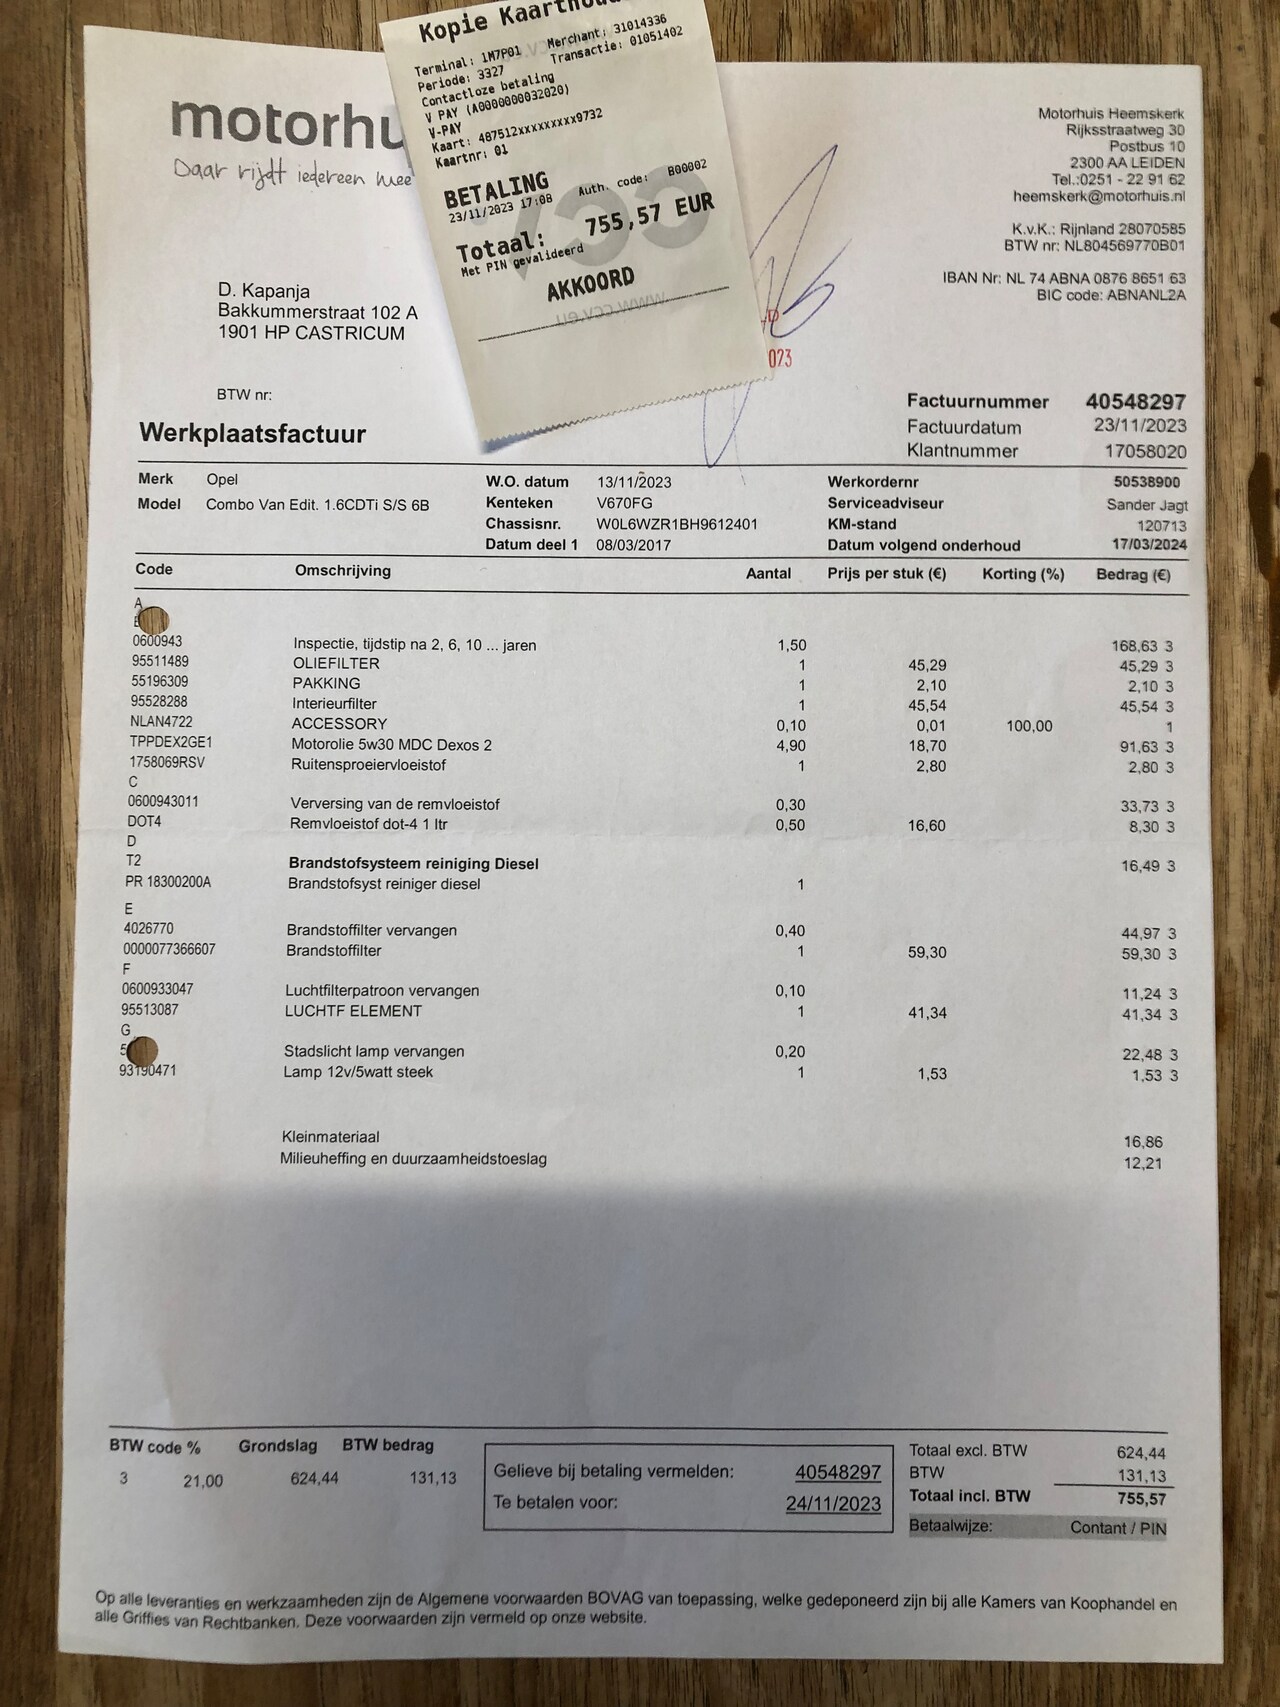 Kopie
Terminal: 1M7P01 Merchant: 31014336
Periode: 3327 Transactie: 01051402
Contactloze betaling
V PAY (A0000000032020)
V-PAY
Kaart: 487512xxxxxxxxx9732
Kaartnr: 01
BETALING
23/11/2023 17:08 Auth. code: B00002
Totaal: 755,57 EUR
Met PIN gevalideerd
AKKOORD
www.ccv.eu
motorhu
Daar rijdt iedereen mee
Motorhuis Heemskerk
Rijksstraatweg 30
Postbus 10
2300 AA LEIDEN
Tel.:0251 - 22 91 62
heemskerk@motorhuis.nl
K.v.K.: Rijnland 28070585
BTW nr: NL804569770B01
IBAN Nr: NL 74 ABNA 0876 8651 63
BIC code: ABNANL2A
D. Kapanja
Bakkummerstraat 102 A
1901 HP CASTRICUM
023
BTW nr:
Werkplaatsfactuur
Factuurnummer 40548297
Factuurdatum 23/11/2023
Klantnummer 17058020
Merk Opel W.O. datum 13/11/2023 Werkordernr 50538900
Model Combo Van Edit. 1.6CDTi S/S 6B Kenteken V670FG Serviceadviseur Sander Jagt
Chassisnr. W0L6WZR1BH9612401 KM-stand 120713
Datum deel 1 08/03/2017 Datum volgend onderhoud 17/03/2024
Code Omschrijving Aantal Prijs per stuk (€) Korting (%) Bedrag (€)
A
0600943 Inspectie, tijdstip na 2, 6, 10 ... jaren 1,50 168,63 3
95511489 OLIEFILTER 1 45,29 45,29 3
55196309 PAKKING 1 2,10 2,10 3
95528288 Interieurfilter 1 45,54 45,54 3
NLAN4722 ACCESSORY 0,10 0,01 100,00 1
TPPDEX2GE1 Motorolie 5w30 MDC Dexos 2 4,90 18,70 91,63 3
1758069RSV Ruitensproeiervloeistof 1 2,80 2,80 3
C
0600943011 Verversing van de remvloeistof 0,30 33,73 3
DOT4 Remvloeistof dot-4 1 ltr 0,50 16,60 8,30 3
D
T2 Brandstofsysteem reiniging Diesel 16,49 3
PR 18300200A Brandstofsyst reiniger diesel 1
E
4026770 Brandstoffilter vervangen 0,40 44,97 3
0000077366607 Brandstoffilter 1 59,30 59,30 3
F
0600933047 Luchtfilterpatroon vervangen 0,10 11,24 3
95513087 LUCHTF ELEMENT 1 41,34 41,34 3
G
5 Stadslicht lamp vervangen 0,20 22,48 3
93190471 Lamp 12v/5watt steek 1 1,53 1,53 3
Kleinmateriaal 16,86
Milieuheffing en duurzaamheidstoeslag 12,21
BTW code % Grondslag BTW bedrag
3 21,00 624,44 131,13
Gelieve bij betaling vermelden: 40548297
Te betalen voor: 24/11/2023
Totaal excl. BTW 624,44
BTW 131,13
Totaal incl. BTW 755,57
Betaalwijze: Contant / PIN
Op alle leveranties en werkzaamheden zijn de Algemene voorwaarden BOVAG van toepassing, welke gedeponeerd zijn bij alle Kamers van Koophandel en
alle Griffies van Rechtbanken. Deze voorwaarden zijn vermeld op onze website.